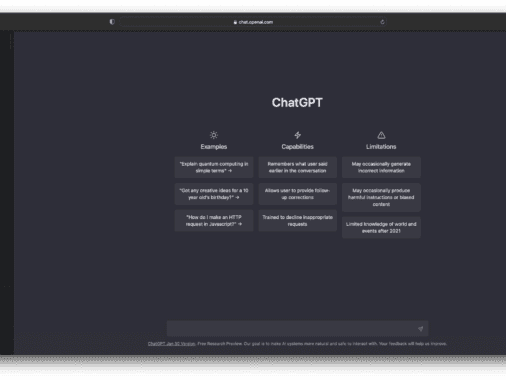 chat.openai.com
ChatGPT
Examples
Capabilities
Limitations
"Explain quantum computing in
simple terms" →
Remembers what user said
earlier in the conversation
May occasionally generate
incorrect information
"Got any creative ideas for a 10
year old's birthday?" →
Allows user to provide follow-
up corrections
May occasionally produce
harmful instructions or biased
content
"How do I make an HTTP
request in Javascript?" →
Trained to decline inappropriate
requests
Limited knowledge of world and
events after 2021
ChatGPT Jan 30 Version. Free Research Preview. Our goal is to make AI systems more natural and safe to interact with. Your feedback will help us improve.